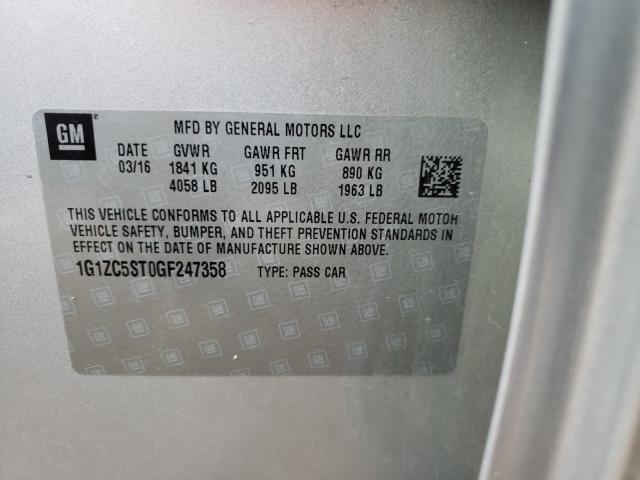 GM
MFD BY GENERAL MOTORS LLC
DATE GVWR GAWR FRT GAWR RR
03/16 1841 KG 951 KG 890 KG
4058 LB 2095 LB 1963 LB
THIS VEHICLE CONFORMS TO ALL APPLICABLE U.S. FEDERAL MOTOR
VEHICLE SAFETY, BUMPER, AND THEFT PREVENTION STANDARDS IN
EFFECT ON THE DATE OF MANUFACTURE SHOWN ABOVE.
1G1ZC5ST0GF247358 TYPE: PASS CAR